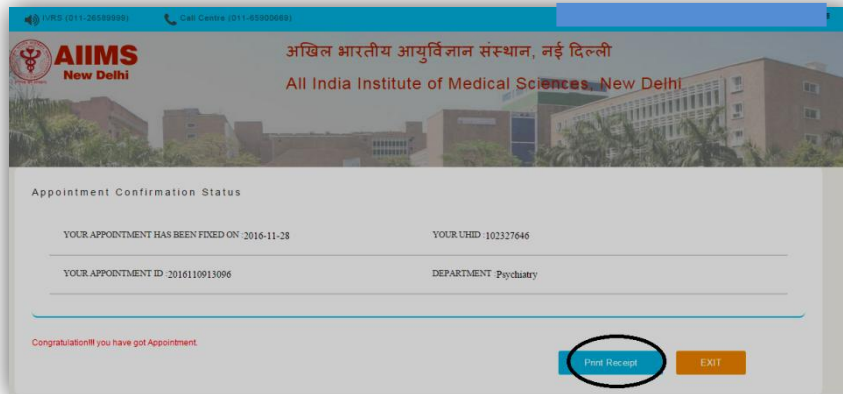 IVRS (011-26589999) Call Centre (011-65900669)
AIIMS
New Delhi
अखिल भारतीय आयुर्विज्ञान संस्थान, नई दिल्ली
All India Institute of Medical Sciences, New Delhi
Appointment Confirmation Status
YOUR APPOINTMENT HAS BEEN FIXED ON :2016-11-28 YOUR UHID :102327646
YOUR APPOINTMENT ID :2016110913096 DEPARTMENT :Psychiatry
Congratulation!!! you have got Appointment.
Print Receipt EXIT